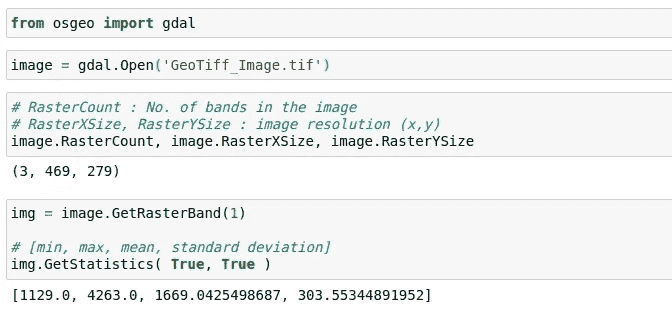 from osgeo import gdal
image = gdal.Open('GeoTiff_Image.tif')
# RasterCount : No. of bands in the image
# RasterXSize, RasterYSize : image resolution (x,y)
image.RasterCount, image.RasterXSize, image.RasterYSize
(3, 469, 279)
img = image.GetRasterBand(1)
# [min, max, mean, standard deviation]
img.GetStatistics( True, True )
[1129.0, 4263.0, 1669.0425498687, 303.55344891952]